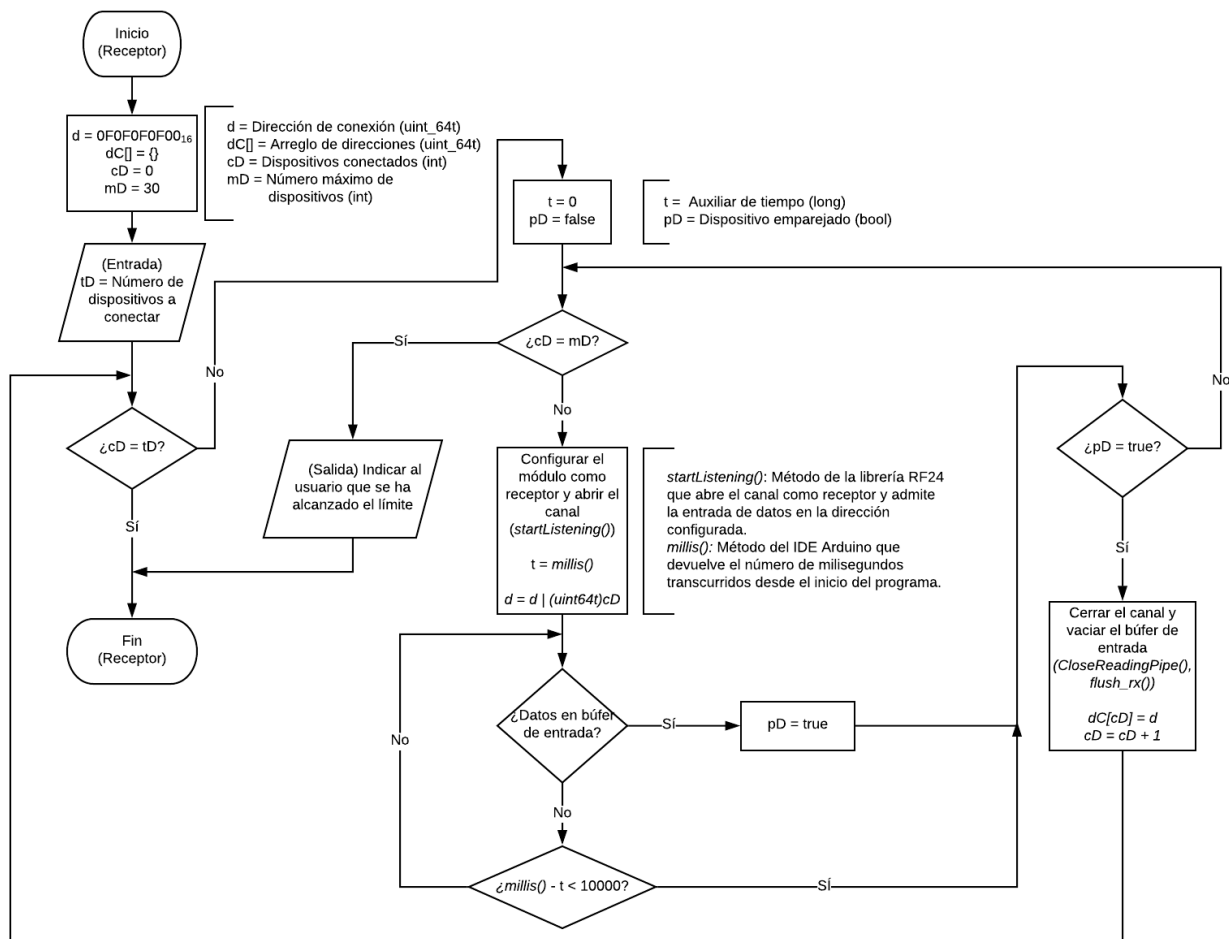 Inicio
(Receptor)
d = 0F0F0F0F00₁₆
dC[] = {}
cD = 0
mD = 30
d = Dirección de conexión (uint_64t)
dC[] = Arreglo de direcciones (uint_64t)
cD = Dispositivos conectados (int)
mD = Número máximo de
dispositivos (int)
(Entrada)
tD = Número de
dispositivos a
conectar
¿cD = tD?
No
Sí
Fin
(Receptor)
t = 0
pD = false
t = Auxiliar de tiempo (long)
pD = Dispositivo emparejado (bool)
¿cD = mD?
Sí
No
(Salida) Indicar al
usuario que se ha
alcanzado el límite
Configurar el
módulo como
receptor y abrir el
canal
(startListening())
t = millis()
d = d | (uint64t)cD
startListening(): Método de la librería RF24
que abre el canal como receptor y admite
la entrada de datos en la dirección
configurada.
millis(): Método del IDE Arduino que
devuelve el número de milisegundos
transcurridos desde el inicio del programa.
¿Datos en búfer
de entrada?
Sí
pD = true
No
No
¿millis() - t < 10000?
SÍ
¿pD = true?
No
Sí
Cerrar el canal y
vaciar el búfer de
entrada
(CloseReadingPipe(),
flush_rx())
dC[cD] = d
cD = cD + 1